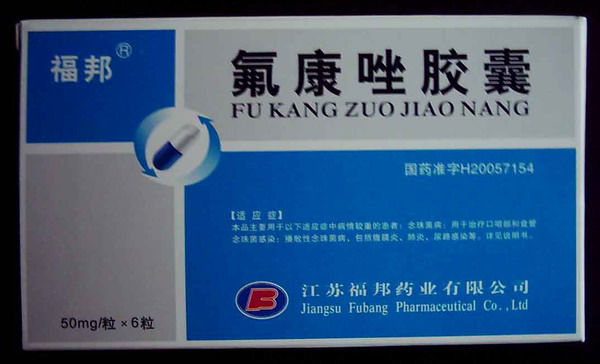 福邦®
氟康唑胶囊
FU KANG ZUO JIAO NANG
国药准字H20057154
【适应症】
本品主要用于以下适应症中病情较重的患者：念珠菌病：用于治疗口咽部和食管
念珠菌感染；播散性念珠菌病，包括腹膜炎、肺炎、尿路感染等。详见说明书。
江苏福邦药业有限公司
Jiangsu Fubang Pharmaceutical Co.,Ltd
50mg/粒×6粒